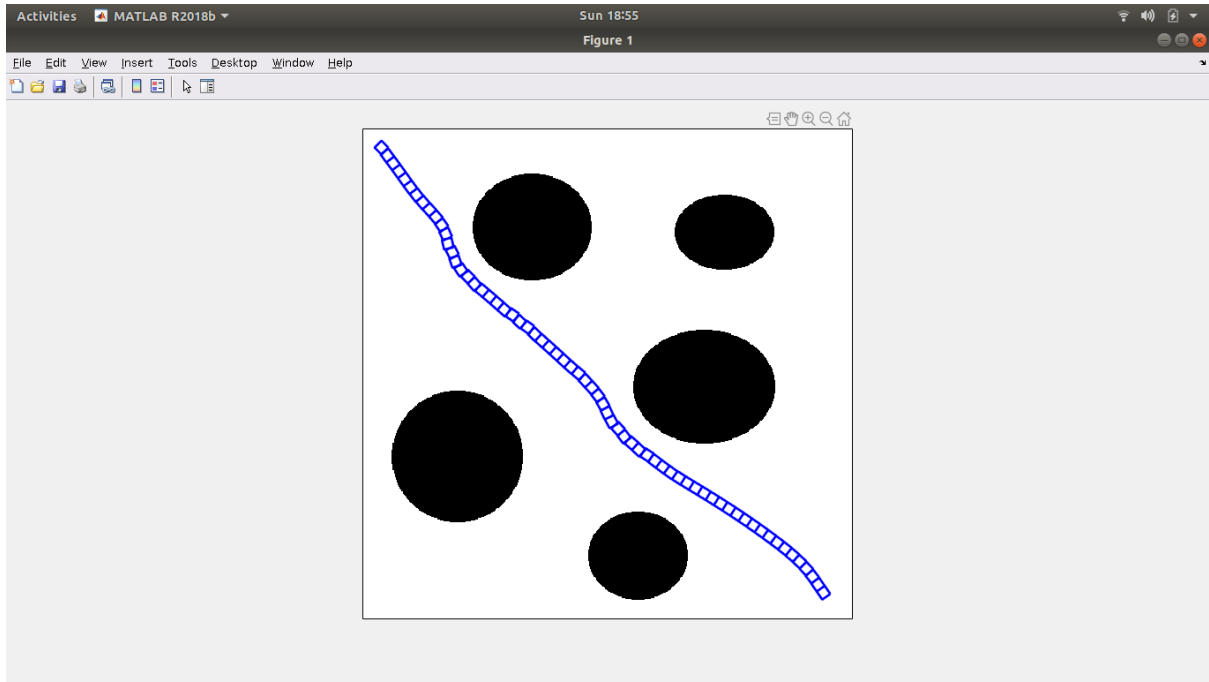 Activities MATLAB R2018b Sun 18:55
Figure 1
File Edit View Insert Tools Desktop Window Help